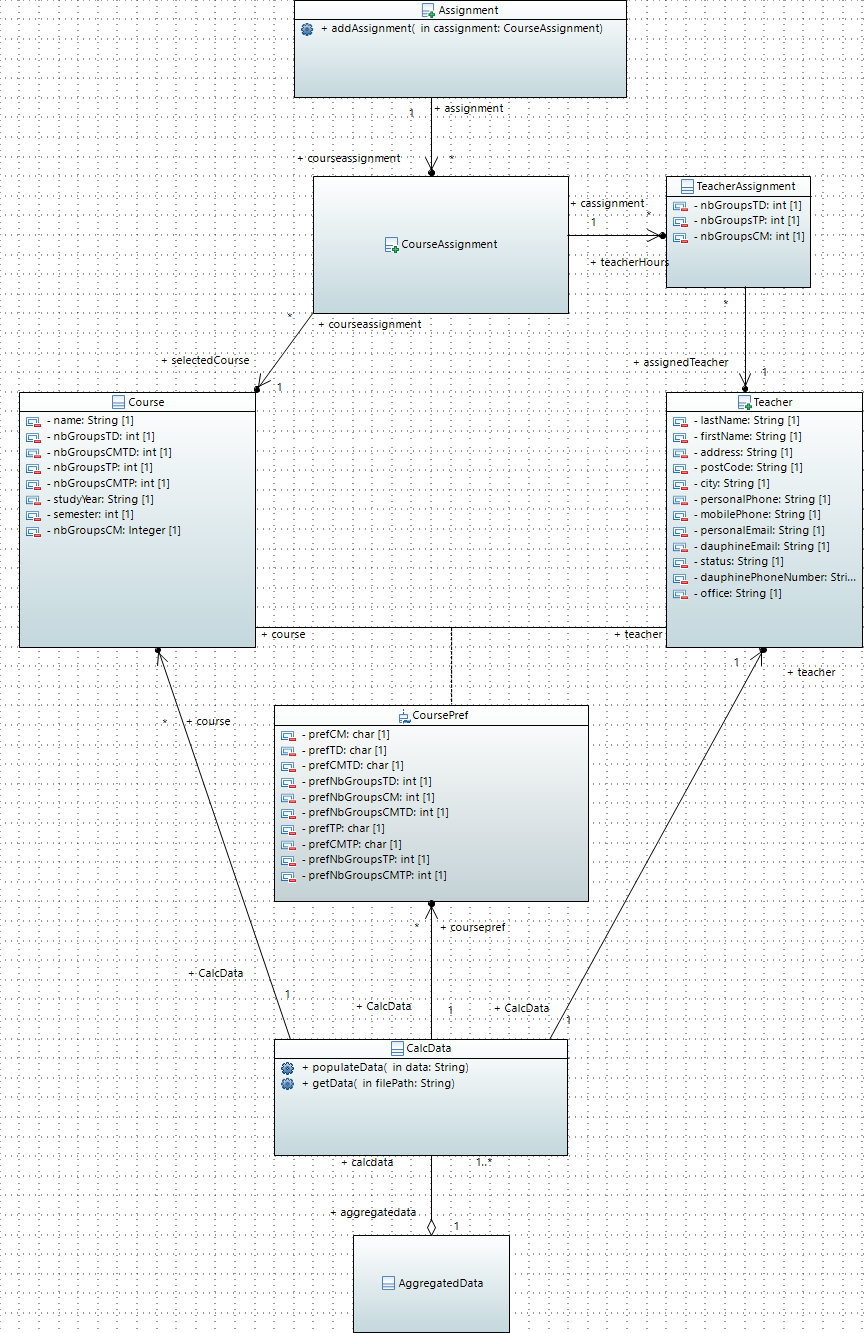 Assignment
+ addAssignment( in cassignment: CourseAssignment)
1
+ assignment
+ courseassignment
*
CourseAssignment
+ cassignment
1
*
+ teacherHours
TeacherAssignment
- nbGroupsTD: int [1]
- nbGroupsTP: int [1]
- nbGroupsCM: int [1]
*
+ courseassignment
+ selectedCourse
1
*
+ assignedTeacher
1
Course
- name: String [1]
- nbGroupsTD: int [1]
- nbGroupsCMTD: int [1]
- nbGroupsTP: int [1]
- nbGroupsCMTP: int [1]
- studyYear: String [1]
- semester: int [1]
- nbGroupsCM: Integer [1]
Teacher
- lastName: String [1]
- firstName: String [1]
- address: String [1]
- postCode: String [1]
- city: String [1]
- personalPhone: String [1]
- mobilePhone: String [1]
- personalEmail: String [1]
- dauphineEmail: String [1]
- status: String [1]
- dauphinePhoneNumber: Stri...
- office: String [1]
+ course
+ teacher
1
+ teacher
* + course
CoursePref
- prefCM: char [1]
- prefTD: char [1]
- prefCMTD: char [1]
- prefNbGroupsTD: int [1]
- prefNbGroupsCM: int [1]
- prefNbGroupsCMTD: int [1]
- prefTP: char [1]
- prefCMTP: char [1]
- prefNbGroupsTP: int [1]
- prefNbGroupsCMTP: int [1]
* + coursepref
+ CalcData
1
+ CalcData
1
+ CalcData
1
CalcData
+ populateData( in data: String)
+ getData( in filePath: String)
+ calcdata
1..*
+ aggregatedata
1
AggregatedData